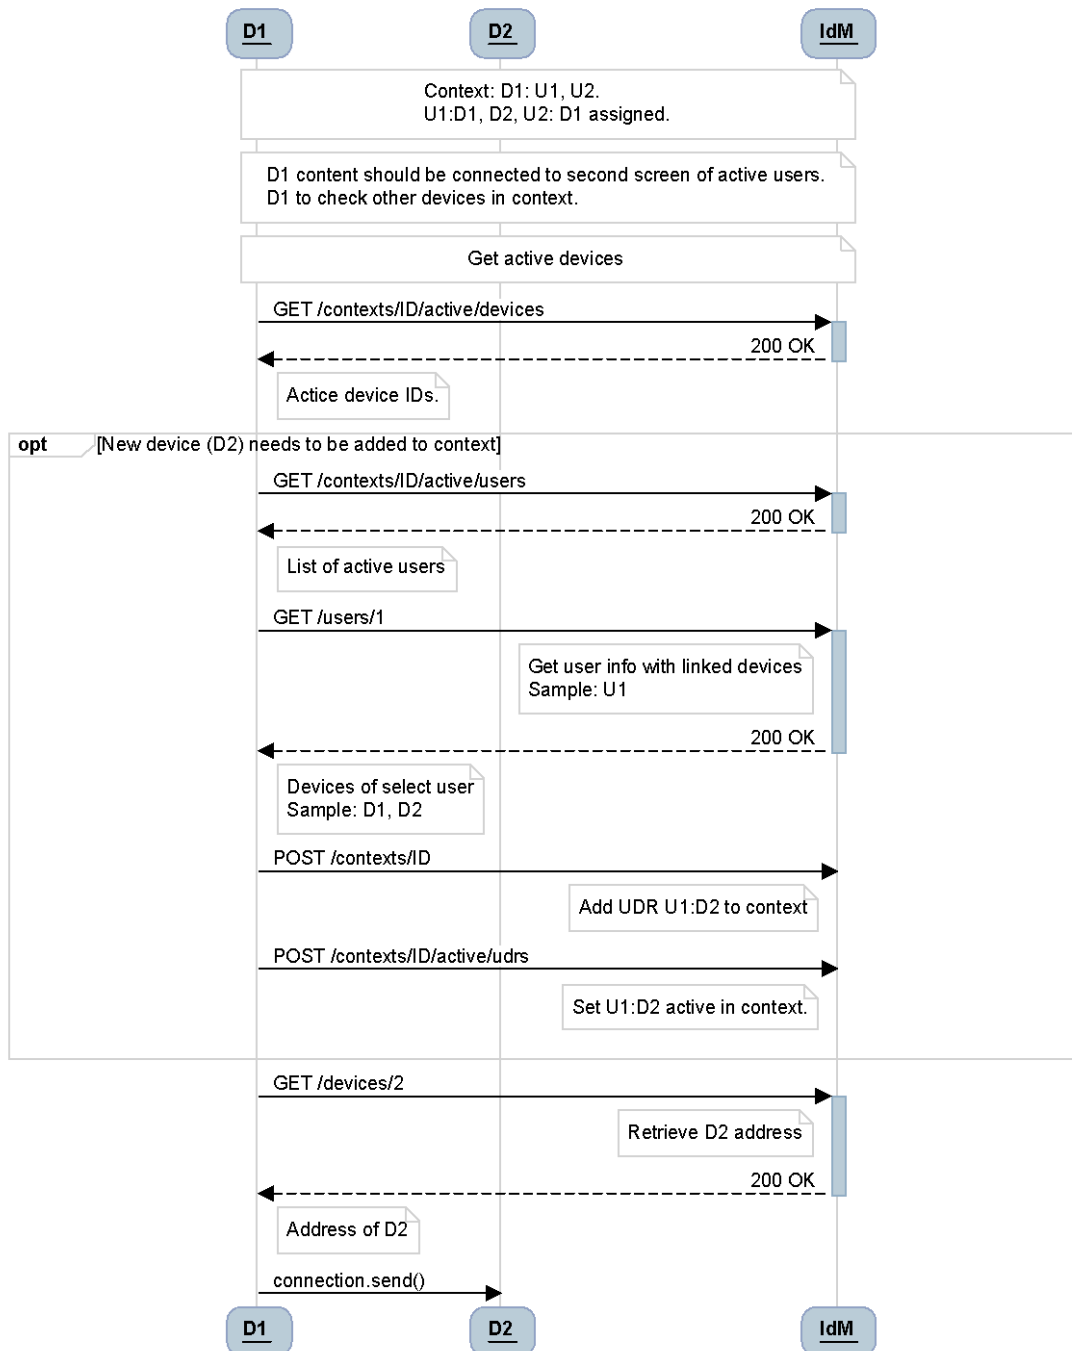 D1 D2 IdM
Context: D1: U1, U2.
U1:D1, D2, U2: D1 assigned.
D1 content should be connected to second screen of active users.
D1 to check other devices in context.
Get active devices
GET /contexts/ID/active/devices
200 OK
Actice device IDs.
opt [New device (D2) needs to be added to context]
GET /contexts/ID/active/users
200 OK
List of active users
GET /users/1
Get user info with linked devices
Sample: U1
200 OK
Devices of select user
Sample: D1, D2
POST /contexts/ID
Add UDR U1:D2 to context
POST /contexts/ID/active/udrs
Set U1:D2 active in context.
GET /devices/2
Retrieve D2 address
200 OK
Address of D2
connection.send()
D1 D2 IdM